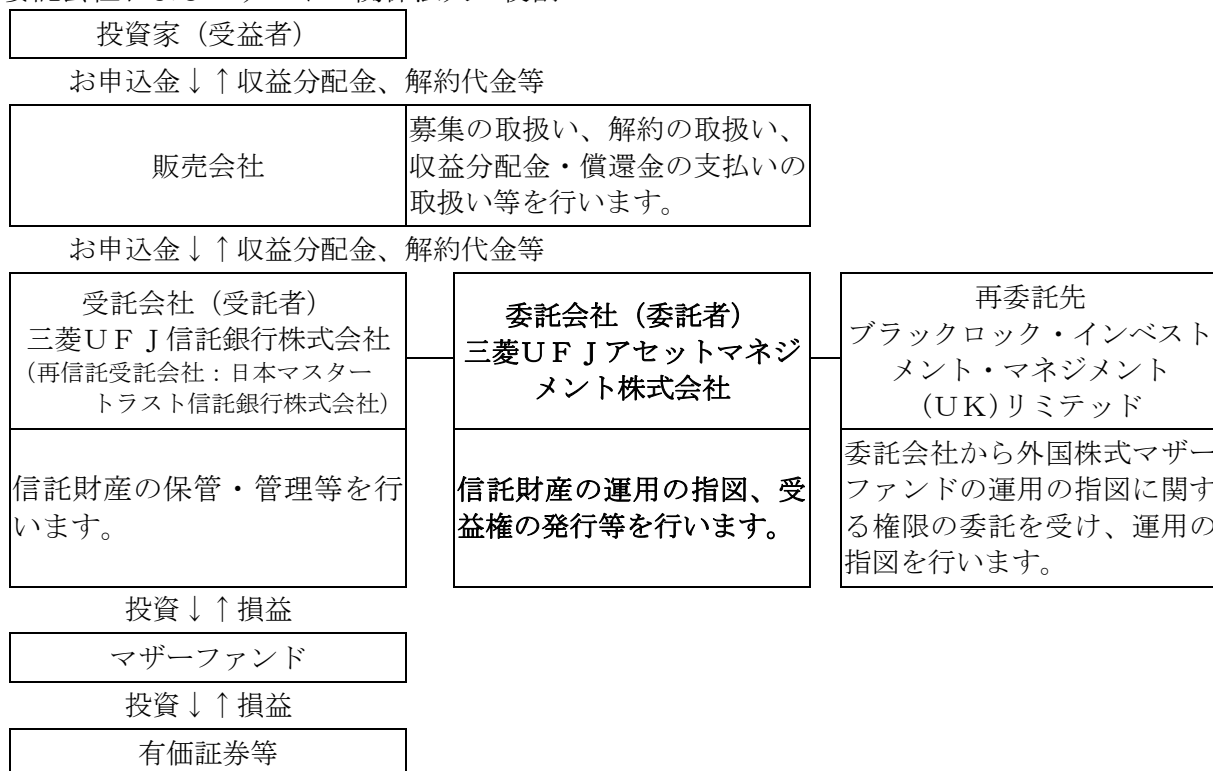 投資家（受益者）
お申込金↓↑収益分配金、解約代金等
販売会社
募集の取扱い、解約の取扱い、
収益分配金・償還金の支払いの
取扱い等を行います。
お申込金↓↑収益分配金、解約代金等
受託会社（受託者）
三菱ＵＦＪ信託銀行株式会社
（再信託受託会社：日本マスター
トラスト信託銀行株式会社）
委託会社（委託者）
三菱ＵＦＪアセットマネジ
メント株式会社
再委託先
ブラックロック・インベスト
メント・マネジメント
（ＵＫ）リミテッド
信託財産の保管・管理等を行
います。
信託財産の運用の指図、受
益権の発行等を行います。
委託会社から外国株式マザー
ファンドの運用の指図に関す
る権限の委託を受け、運用の
指図を行います。
投資↓↑損益
マザーファンド
投資↓↑損益
有価証券等